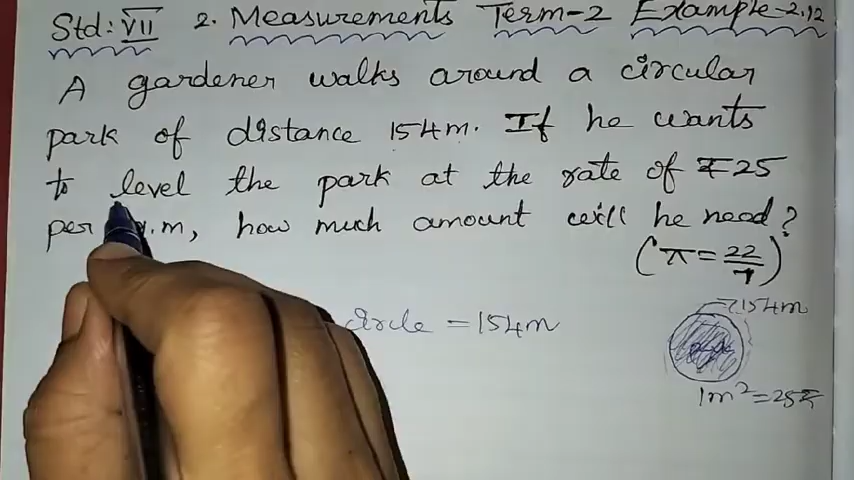 Std: VII 2. Measurements Term-2 Example-2.12
A gardener walks around a circular
park of distance 154m. If he wants
to level the park at the rate of ₹25
per .m, how much amount will he need?
(π = 22/7)
circle = 154m
154m
1m² = 25₹